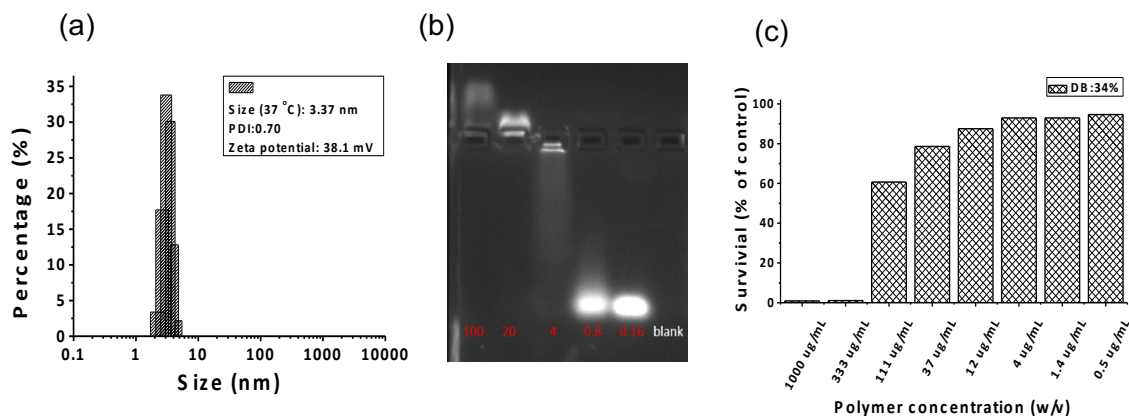 (a)
35
30
25
20
15
10
5
0
Percentage (%)
Size (37 °C): 3.37 nm
PDI:0.70
Zeta potential: 38.1 mV
0.1 1 10 100 1000 10000
Size (nm)
(b)
100 20 4 0.8 0.16 blank
(c)
100
80
60
40
20
0
Survivial (% of control)
DB:34%
1000 ug/mL
333 ug/mL
111 ug/mL
37 ug/mL
12 ug/mL
4 ug/mL
1.4 ug/mL
0.5 ug/mL
Polymer concentration (w/v)